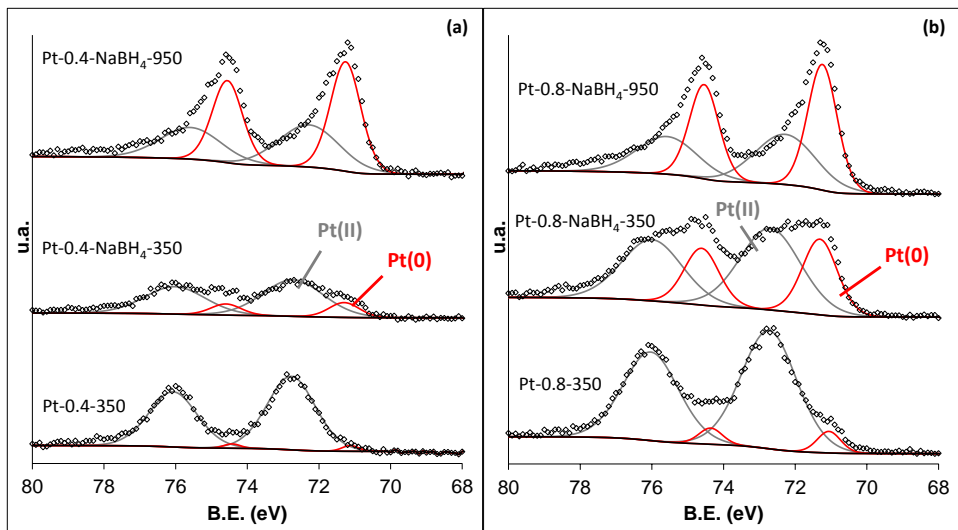 (a)
Pt-0.4-NaBH₄-950
Pt-0.4-NaBH₄-350
Pt(II)
Pt(0)
Pt-0.4-350
u.a.
80 78 76 74 72 70 68
B.E. (eV)
(b)
Pt-0.8-NaBH₄-950
Pt-0.8-NaBH₄-350
Pt(II)
Pt(0)
Pt-0.8-350
u.a.
80 78 76 74 72 70 68
B.E. (eV)